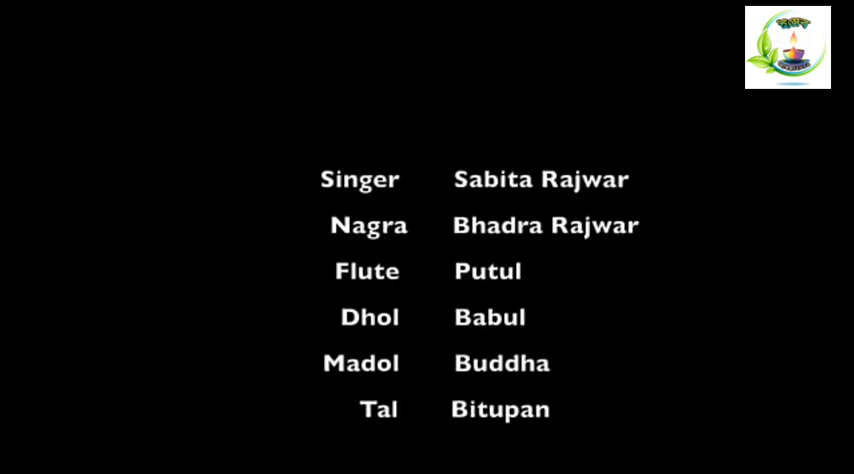 Singer Sabita Rajwar
Nagra Bhadra Rajwar
Flute Putul
Dhol Babul
Madol Buddha
Tal Bitupan